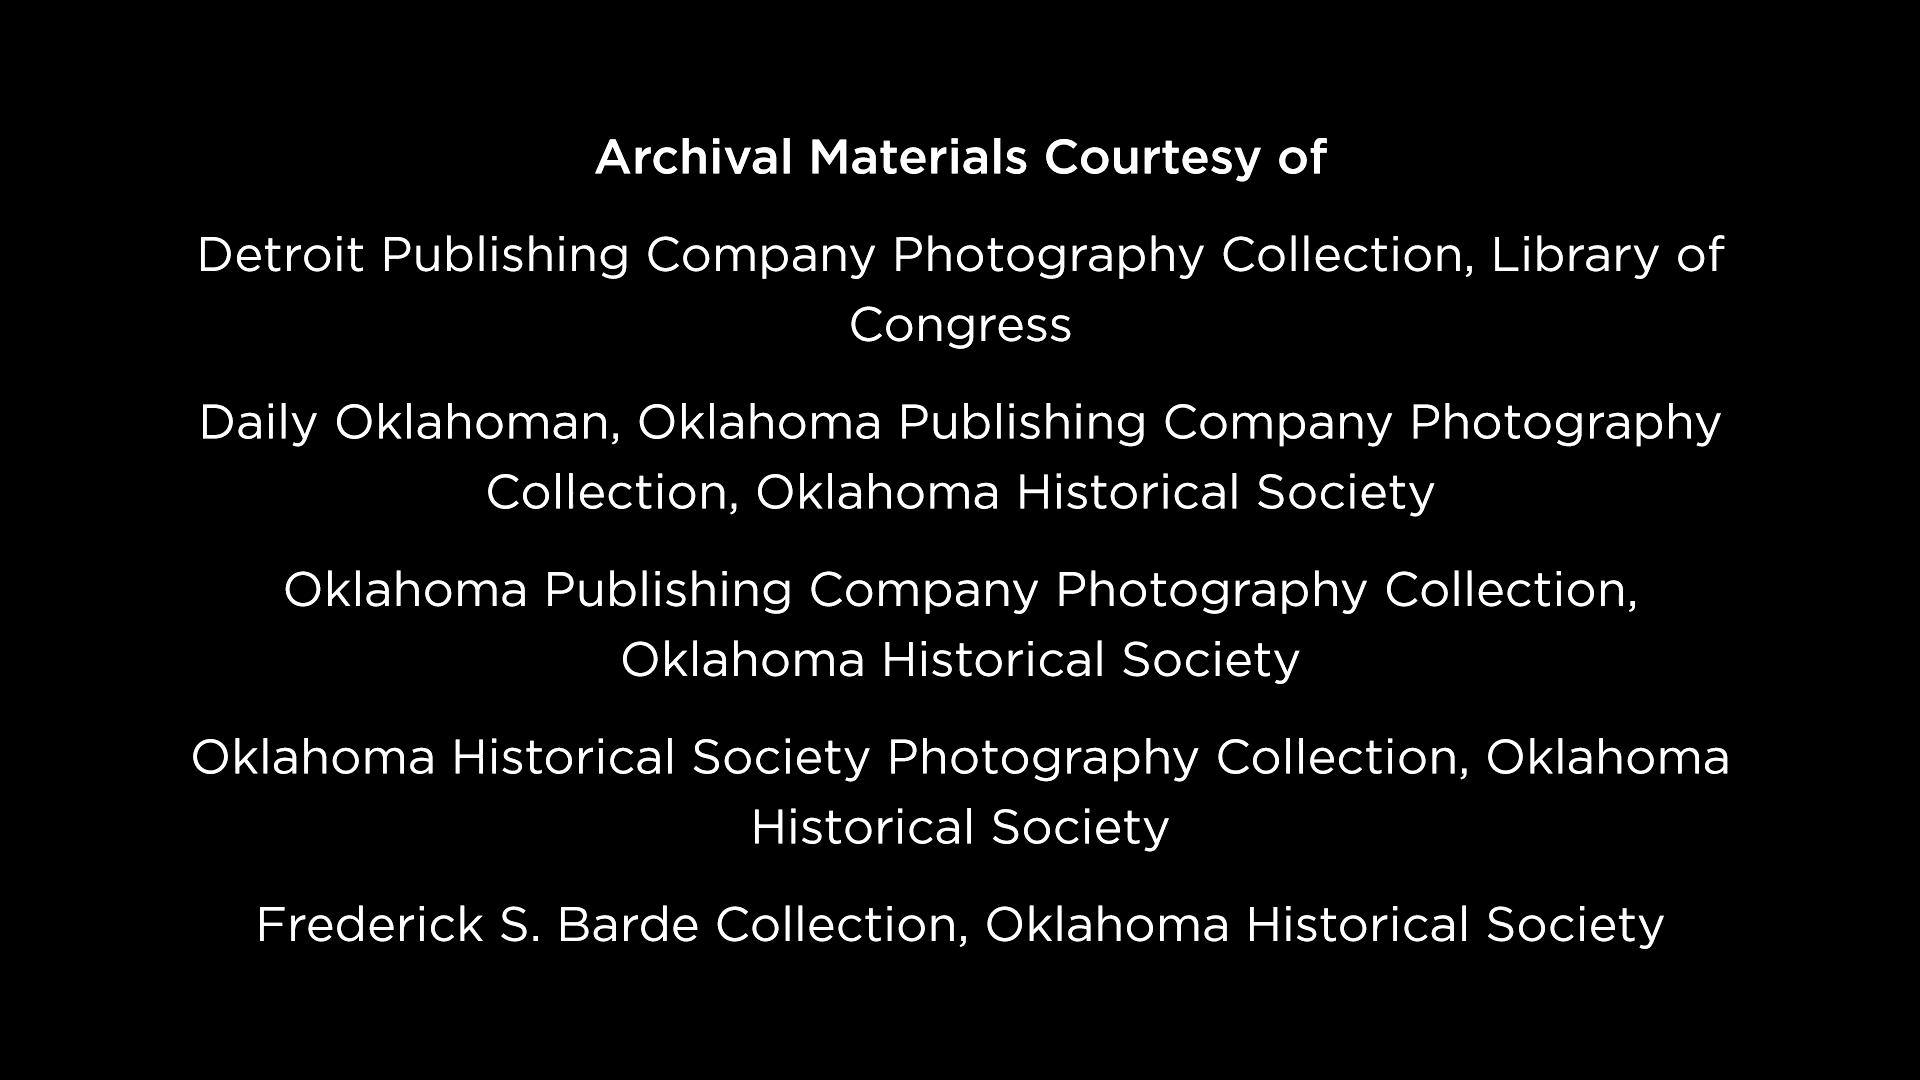 Archival Materials Courtesy of
Detroit Publishing Company Photography Collection, Library of
Congress
Daily Oklahoman, Oklahoma Publishing Company Photography
Collection, Oklahoma Historical Society
Oklahoma Publishing Company Photography Collection,
Oklahoma Historical Society
Oklahoma Historical Society Photography Collection, Oklahoma
Historical Society
Frederick S. Barde Collection, Oklahoma Historical Society